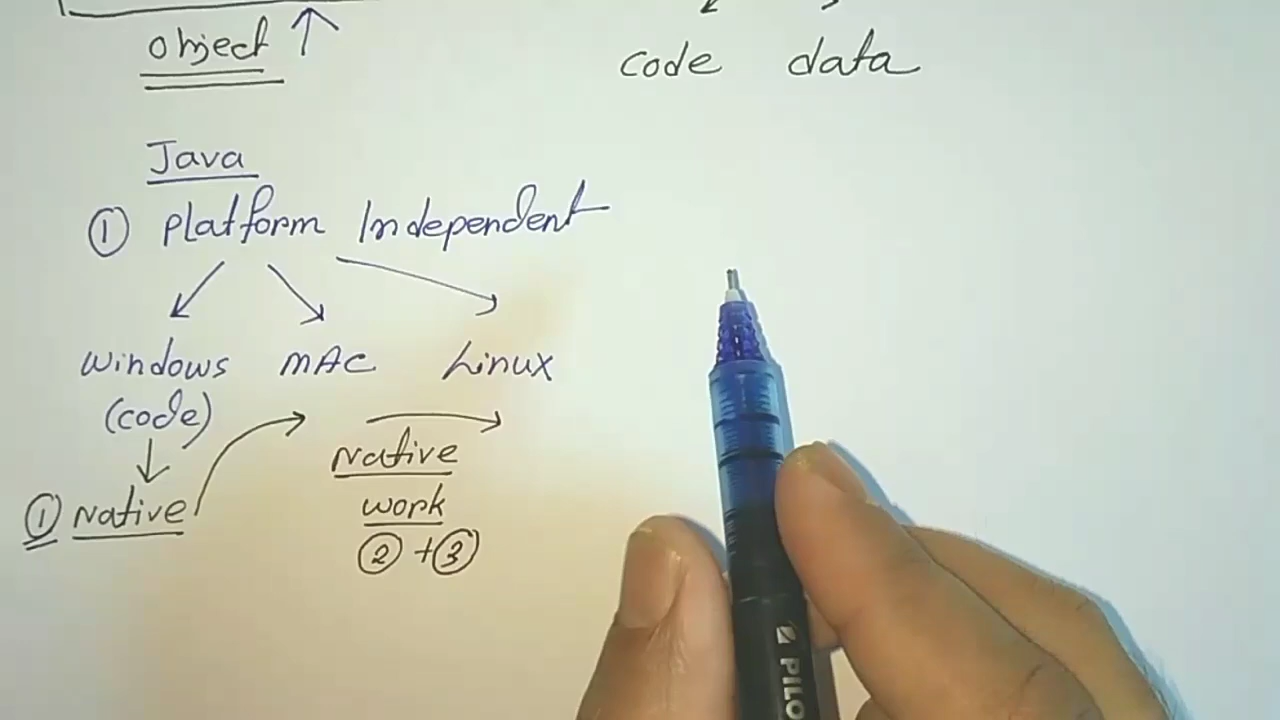 object ↑
code data
Java
① Platform Independent
Windows MAC Linux
(code)
Native
① Native
work
② + ③
PILO